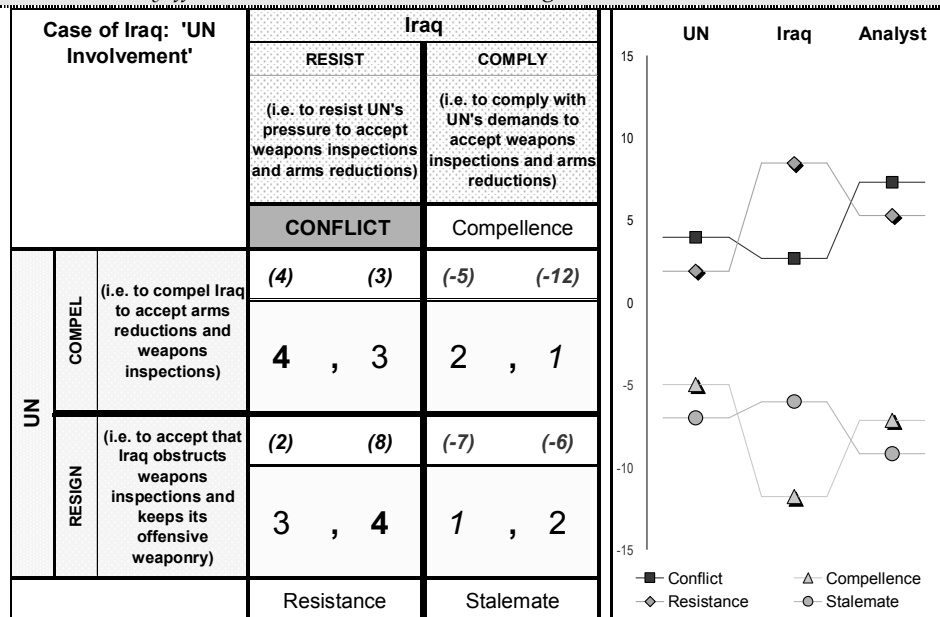 Case of Iraq: 'UN
Involvement'
Iraq
RESIST
COMPLY
(i.e. to resist UN's
pressure to accept
weapons inspections
and arms reductions)
(i.e. to comply with
UN's demands to
accept weapons
inspections and arms
reductions)
CONFLICT
Compellence
UN
COMPEL
(i.e. to compel Iraq
to accept arms
reductions and
weapons
inspections)
(4) (3)
(-5) (-12)
4 , 3
2 , 1
RESIGN
(i.e. to accept that
Iraq obstructs
weapons
inspections and
keeps its
offensive
weaponry)
(2) (8)
(-7) (-6)
3 , 4
1 , 2
Resistance
Stalemate
UN Iraq Analyst
15
10
5
0
-5
-10
-15
Conflict
Compellence
Resistance
Stalemate